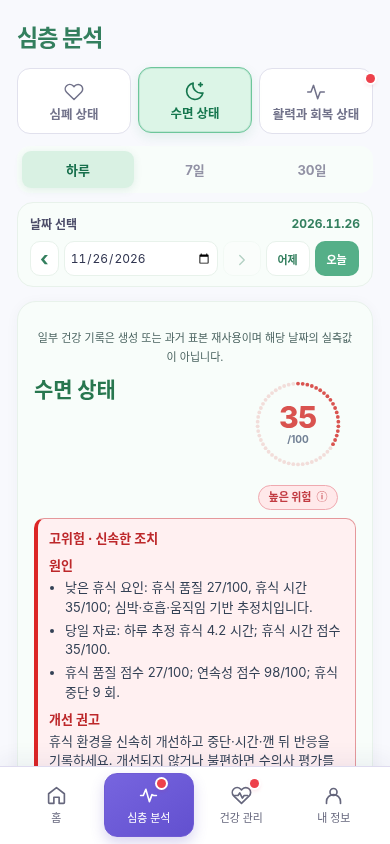 심층 분석
심폐 상태
수면 상태
활력과 회복 상태
하루
7일
30일
날짜 선택
2026.11.26
11/26/2026
어제
오늘
일부 건강 기록은 생성 또는 과거 표본 재사용이며 해당 날짜의 실측값
이 아닙니다.
수면 상태
35
/100
높은 위험 ⓘ
고위험 · 신속한 조치
원인
• 낮은 휴식 요인: 휴식 품질 27/100, 휴식 시간
35/100; 심박·호흡·움직임 기반 추정치입니다.
• 당일 자료: 하루 추정 휴식 4.2 시간; 휴식 시간 점수
35/100.
• 휴식 품질 점수 27/100; 연속성 점수 98/100; 휴식
중단 9 회.
개선 권고
휴식 환경을 신속히 개선하고 중단·시간·깬 뒤 반응을
기록하세요. 개선되지 않거나 불편하면 수의사 평가를
홈
심층 분석
건강 관리
내 정보